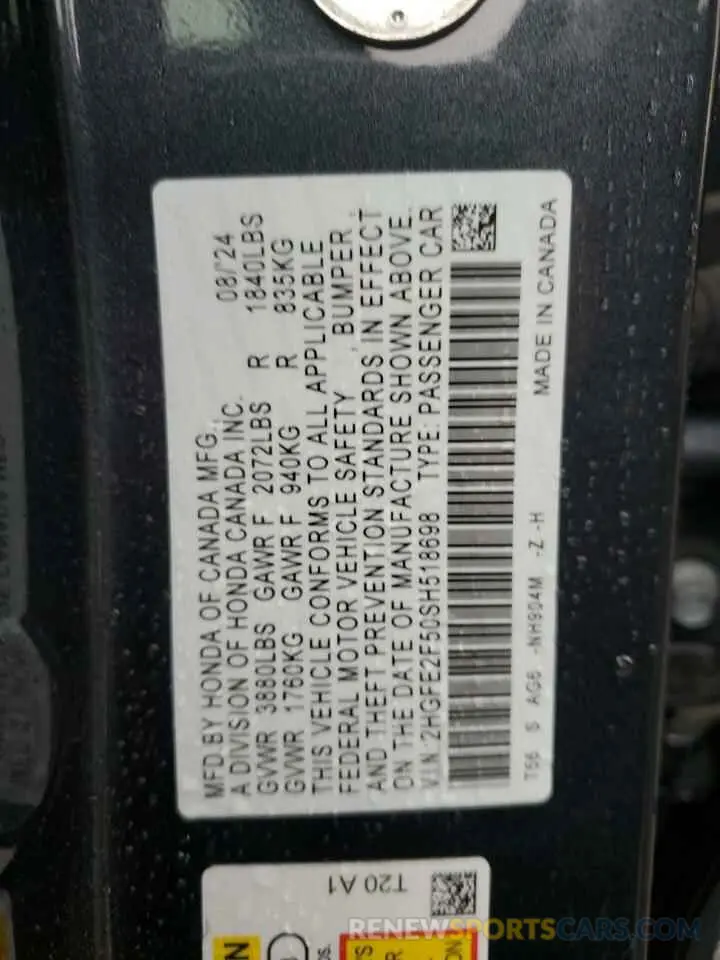 MFD.BY HONDA OF CANADA MFG. 08/'24
A DIVISION OF HONDA CANADA INC.
GVWR 3880LBS GAWR F 2072LBS R 1840LBS
GVWR 1760KG GAWR F 940KG R 835KG
THIS VEHICLE CONFORMS TO ALL APPLICABLE
FEDERAL MOTOR VEHICLE SAFETY , BUMPER ,
AND THEFT PREVENTION STANDARDS IN EFFECT
ON THE DATE OF MANUFACTURE SHOWN ABOVE.
VIN: 2HGFE2F50SH518698 TYPE: PASSENGER CAR
T56 S AG6 -NH904M -Z -H MADE IN CANADA
T20 A1
RENEWSPORTSCARS.COM